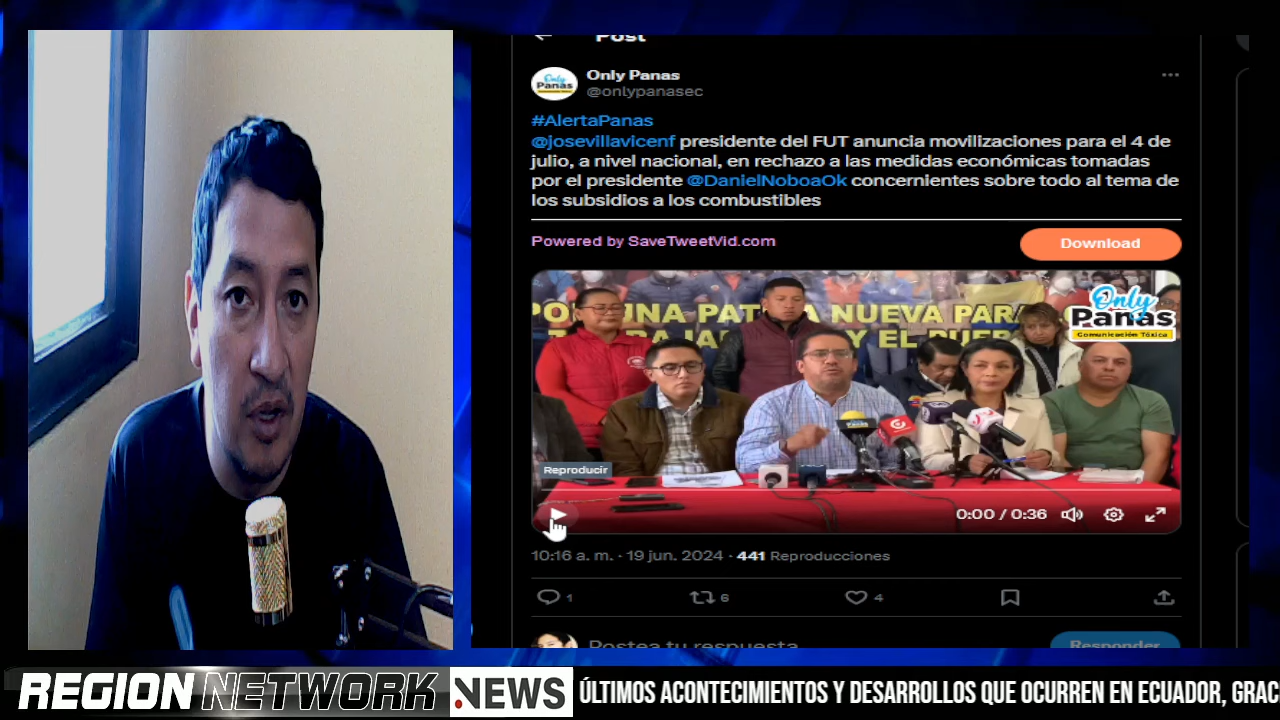 Post
Only Panas
@onlypanasec
#AlertaPanas
@josevillavicenf presidente del FUT anuncia movilizaciones para el 4 de
julio, a nivel nacional, en rechazo a las medidas económicas tomadas
por el presidente @DanielNoboaOk concernientes sobre todo al tema de
los subsidios a los combustibles
Powered by SaveTweetVid.com
Download
NUEVA PARA
Y EL
Only
Panas
Comunicación Tóxica
Reproducir
0:00 / 0:36
10:16 a. m. · 19 jun. 2024 · 441 Reproducciones
1
6
4
Postea tu respuesta
Responder
REGION NETWORK .NEWS
ÚLTIMOS ACONTECIMIENTOS Y DESARROLLOS QUE OCURREN EN ECUADOR, GRAC